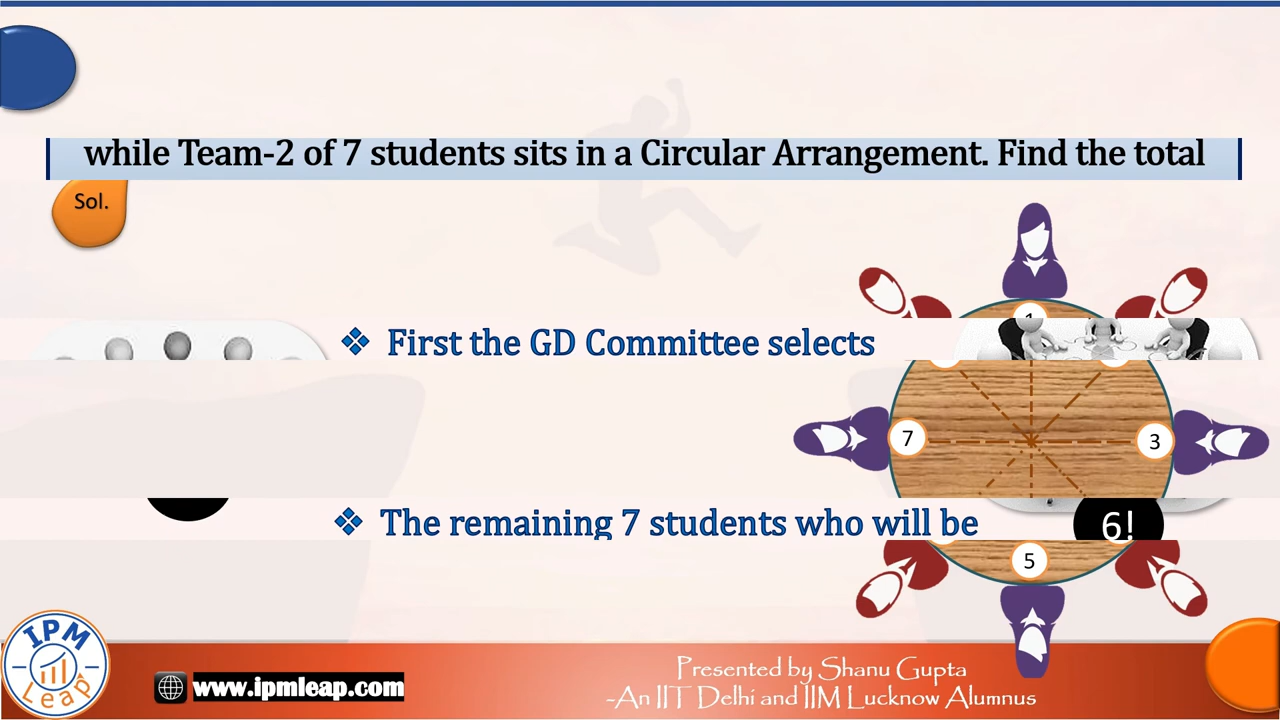 while Team-2 of 7 students sits in a Circular Arrangement. Find the total
Sol.
1
❖ First the GD Committee selects
7
3
❖ The remaining 7 students who will be
6!
5
IPM
Leap
www.ipmleap.com
Presented by Shanu Gupta
-An IIT Delhi and IIM Lucknow Alumnus